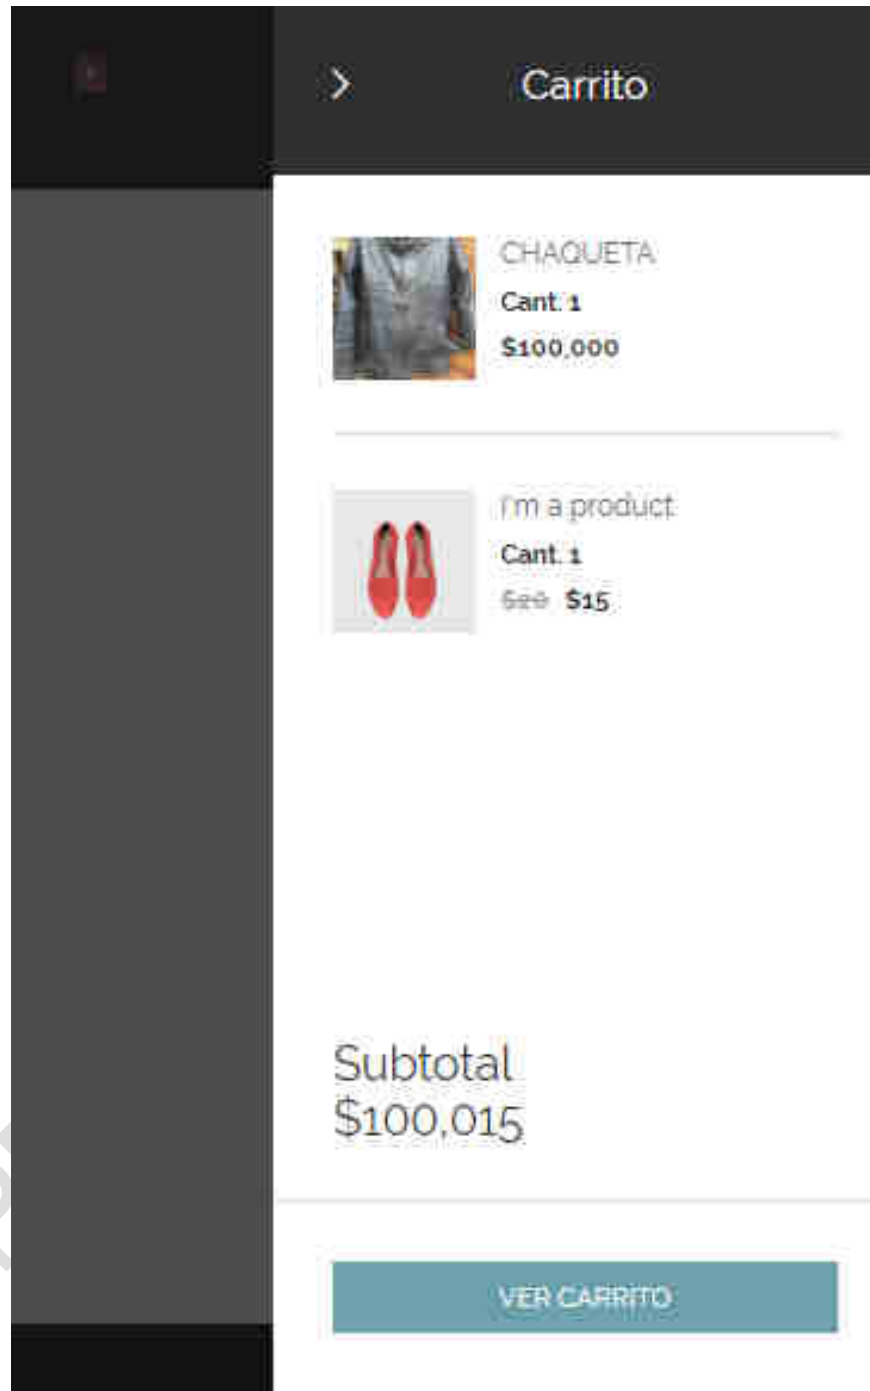 Carrito
CHAQUETA
Cant. 1
$100,000
I'm a product
Cant. 1
$20 $15
Subtotal
$100,015
VER CARRITO